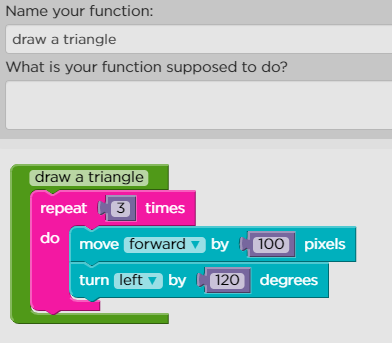 Name your function:
draw a triangle
What is your function supposed to do?
draw a triangle
repeat 3 times
do
move forward ▼ by 100 pixels
turn left ▼ by 120 degrees